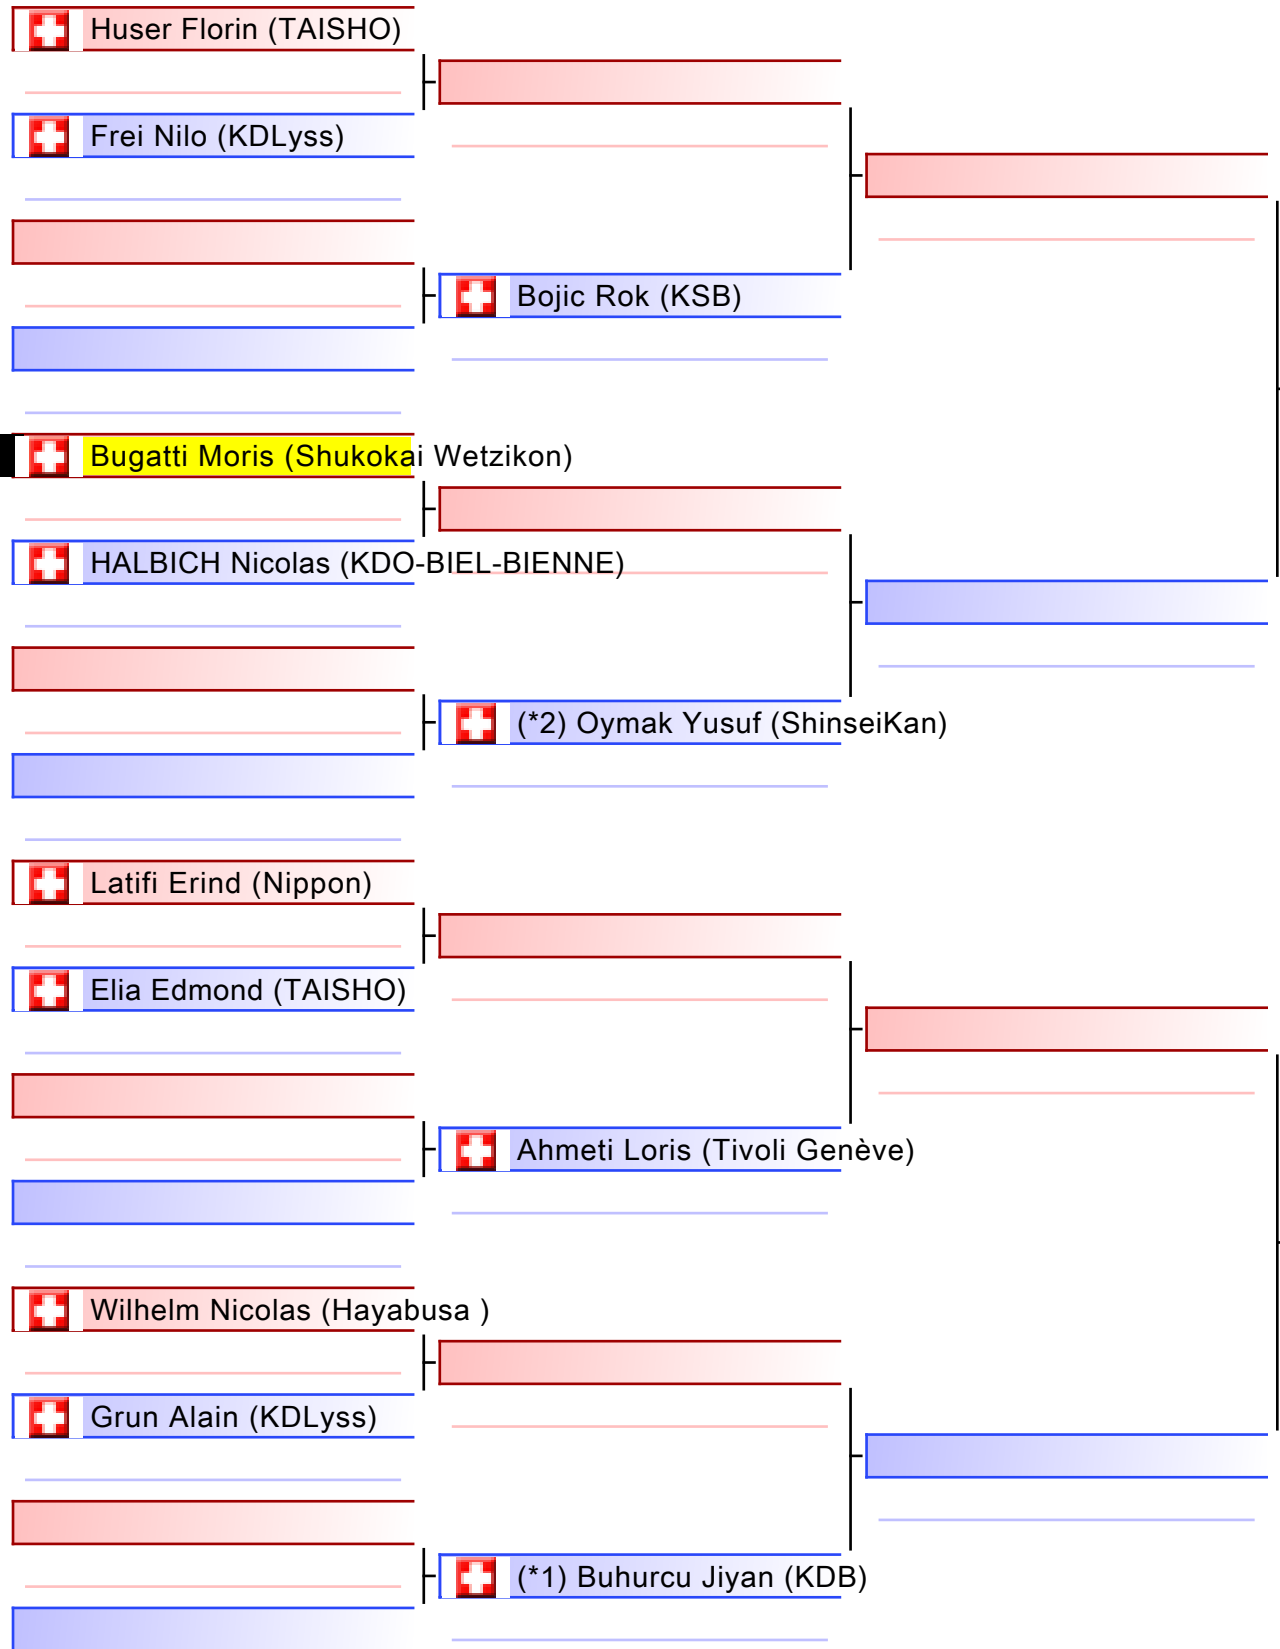 Huser Florin (TAISHO)
Frei Nilo (KDLyss)
Bojic Rok (KSB)
Bugatti Moris (Shukokai Wetzikon)
HALBICH Nicolas (KDO-BIEL-BIENNE)
(*2) Oymak Yusuf (ShinseiKan)
Latifi Erind (Nippon)
Elia Edmond (TAISHO)
Ahmeti Loris (Tivoli Genève)
Wilhelm Nicolas (Hayabusa )
Grun Alain (KDLyss)
(*1) Buhurcu Jiyan (KDB)